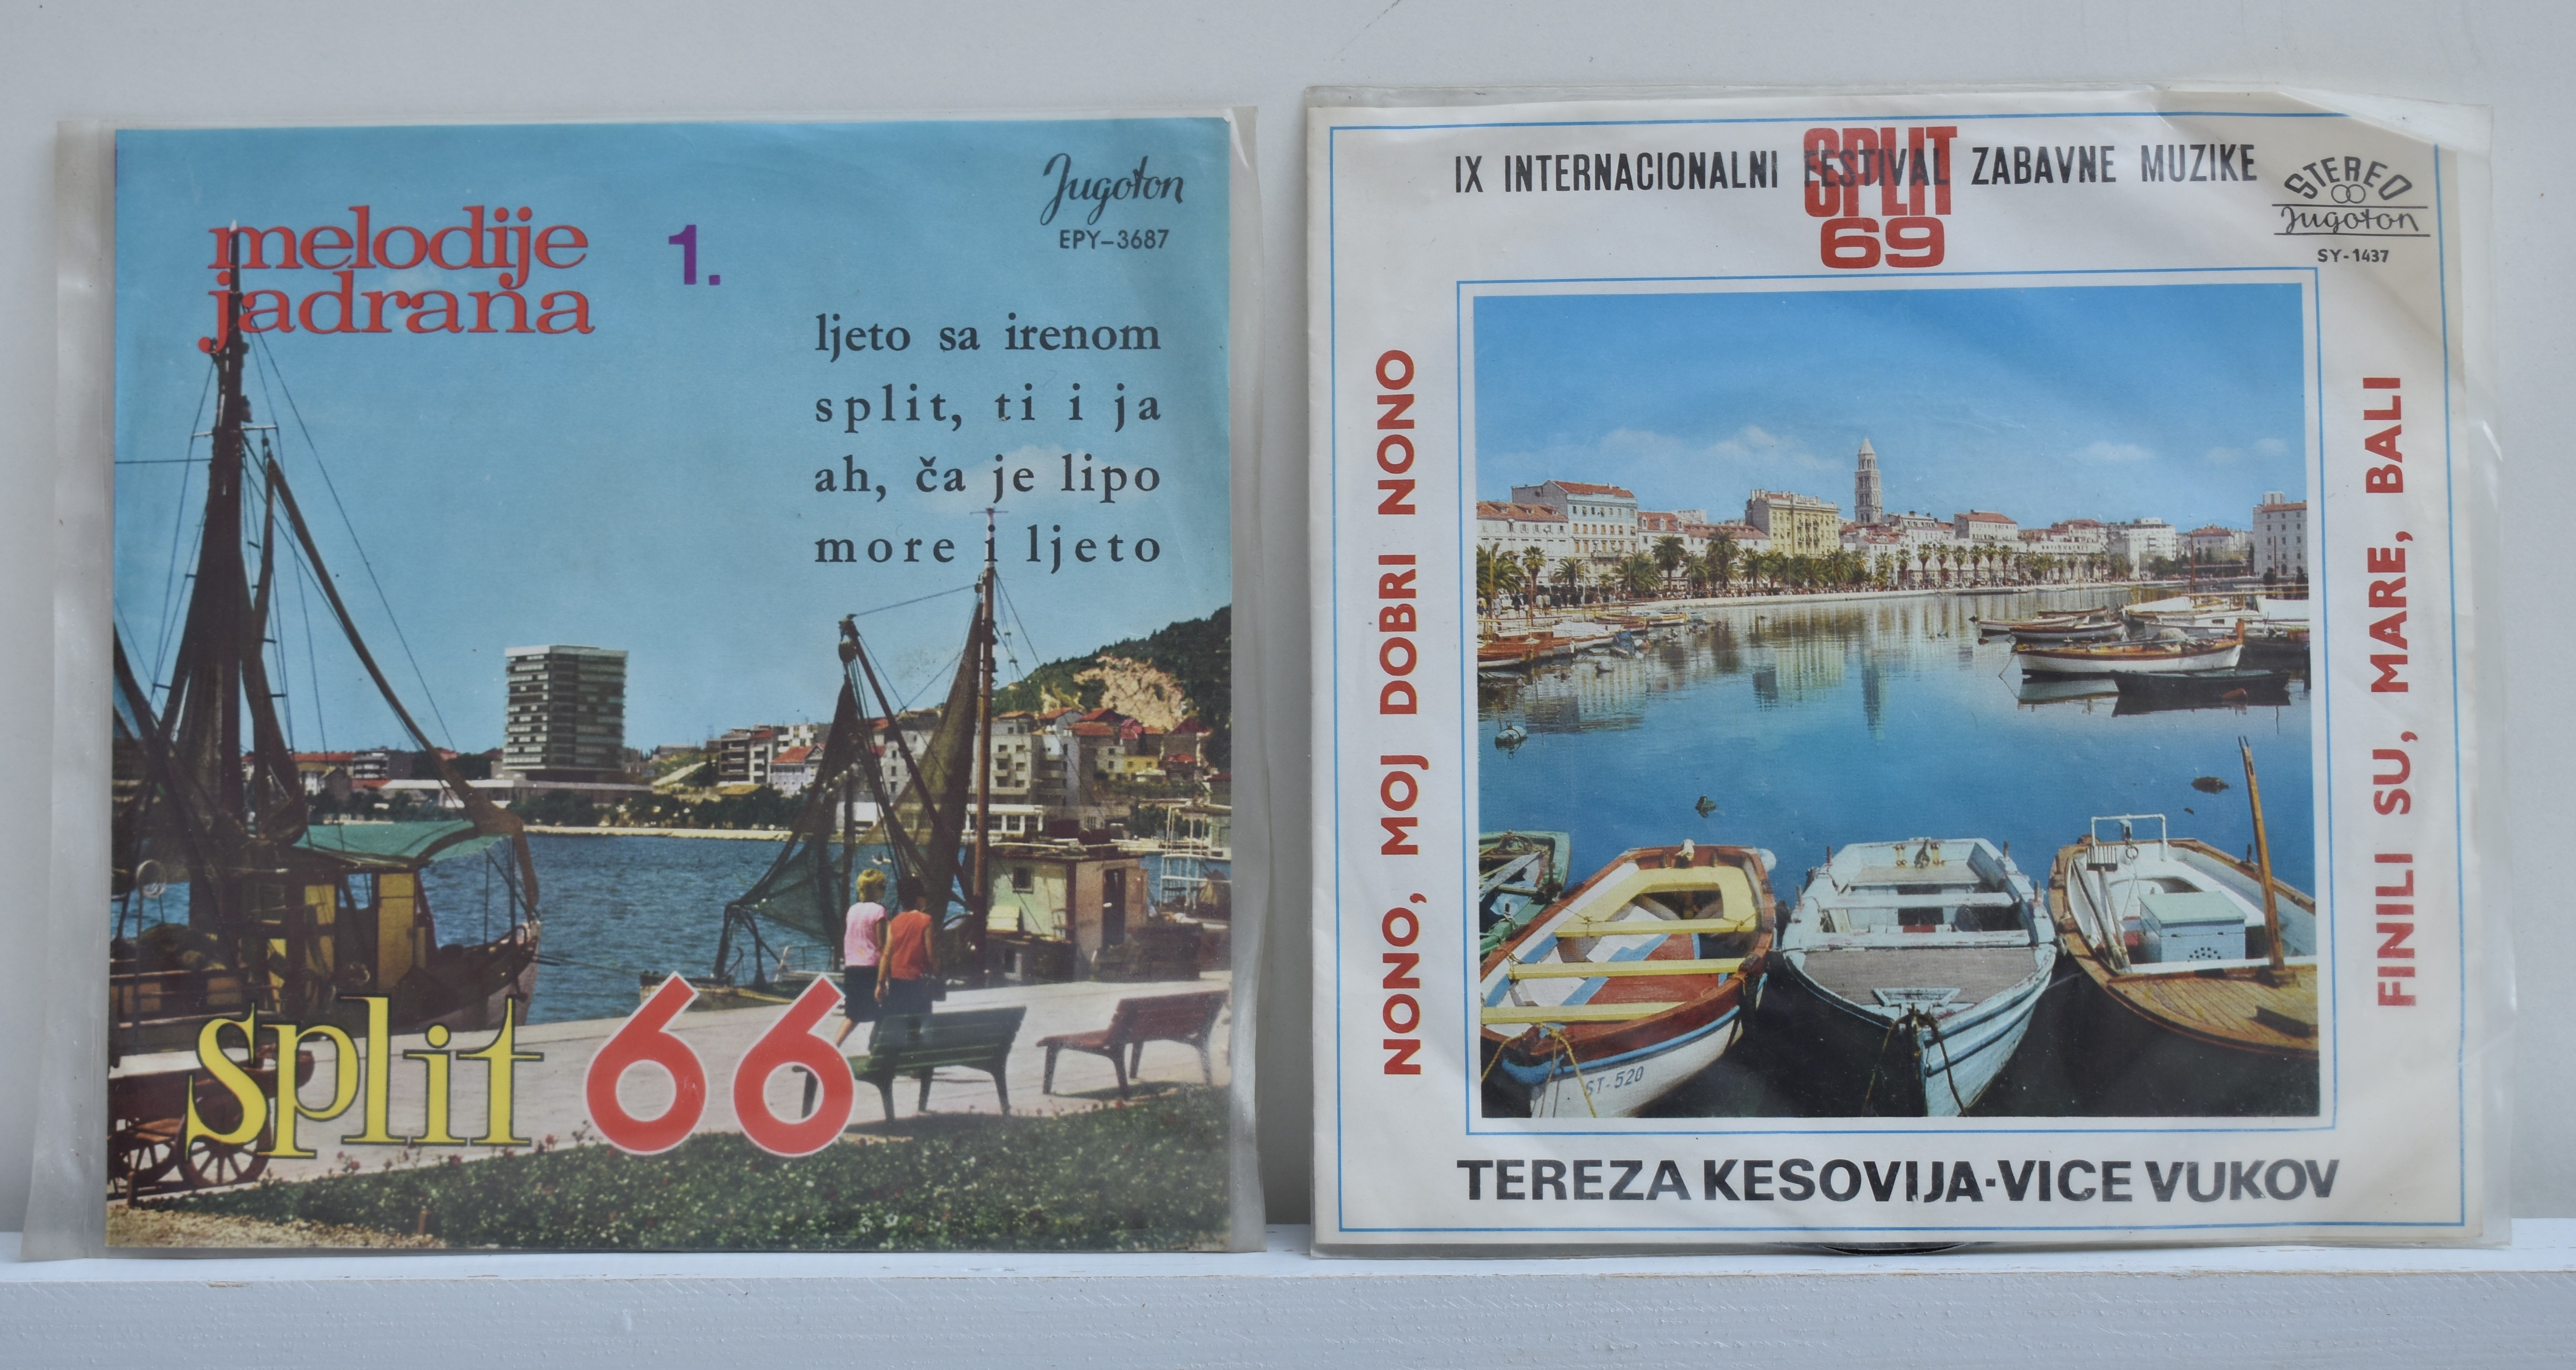 melodije
jadrana
1.
Jugoton
EPY-3687
ljeto sa irenom
split, ti i ja
ah, ča je lipo
more i ljeto
split 66
IX INTERNACIONALNI FESTIVAL ZABAVNE MUZIKE
SPLIT
69
STEREO
Jugoton
SY-1437
NONO, MOJ DOBRI NONO
FINILI SU, MARE, BALI
ST-520
TEREZA KESOVIJA·VICE VUKOV